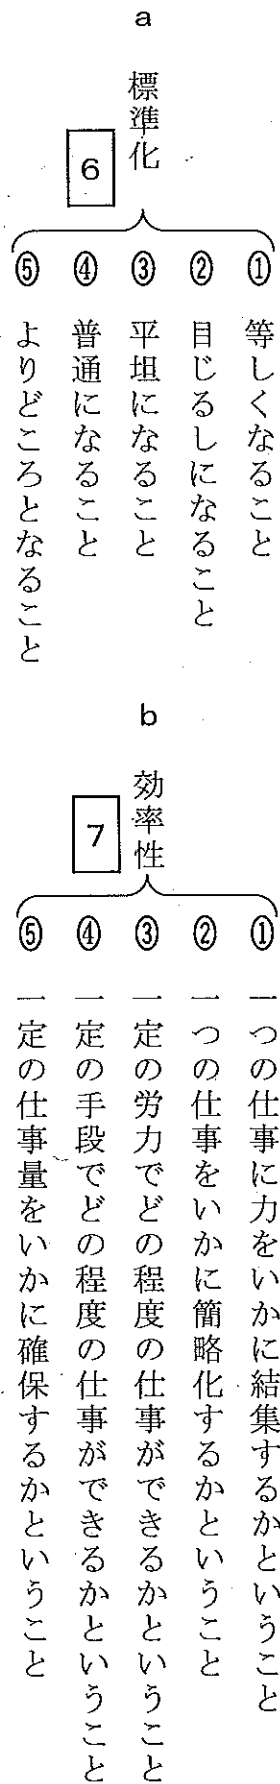 a
標準化
6
① 等しくなること
② 目じるしになること
③ 平坦になること
④ 普通になること
⑤ よりどころとなること
b
効率性
7
① 一つの仕事に力をいかに結集するかということ
② 一つの仕事をいかに簡略化するかということ
③ 一定の労力でどの程度の仕事ができるかということ
④ 一定の手段でどの程度の仕事ができるかということ
⑤ 一定の仕事量をいかに確保するかということ